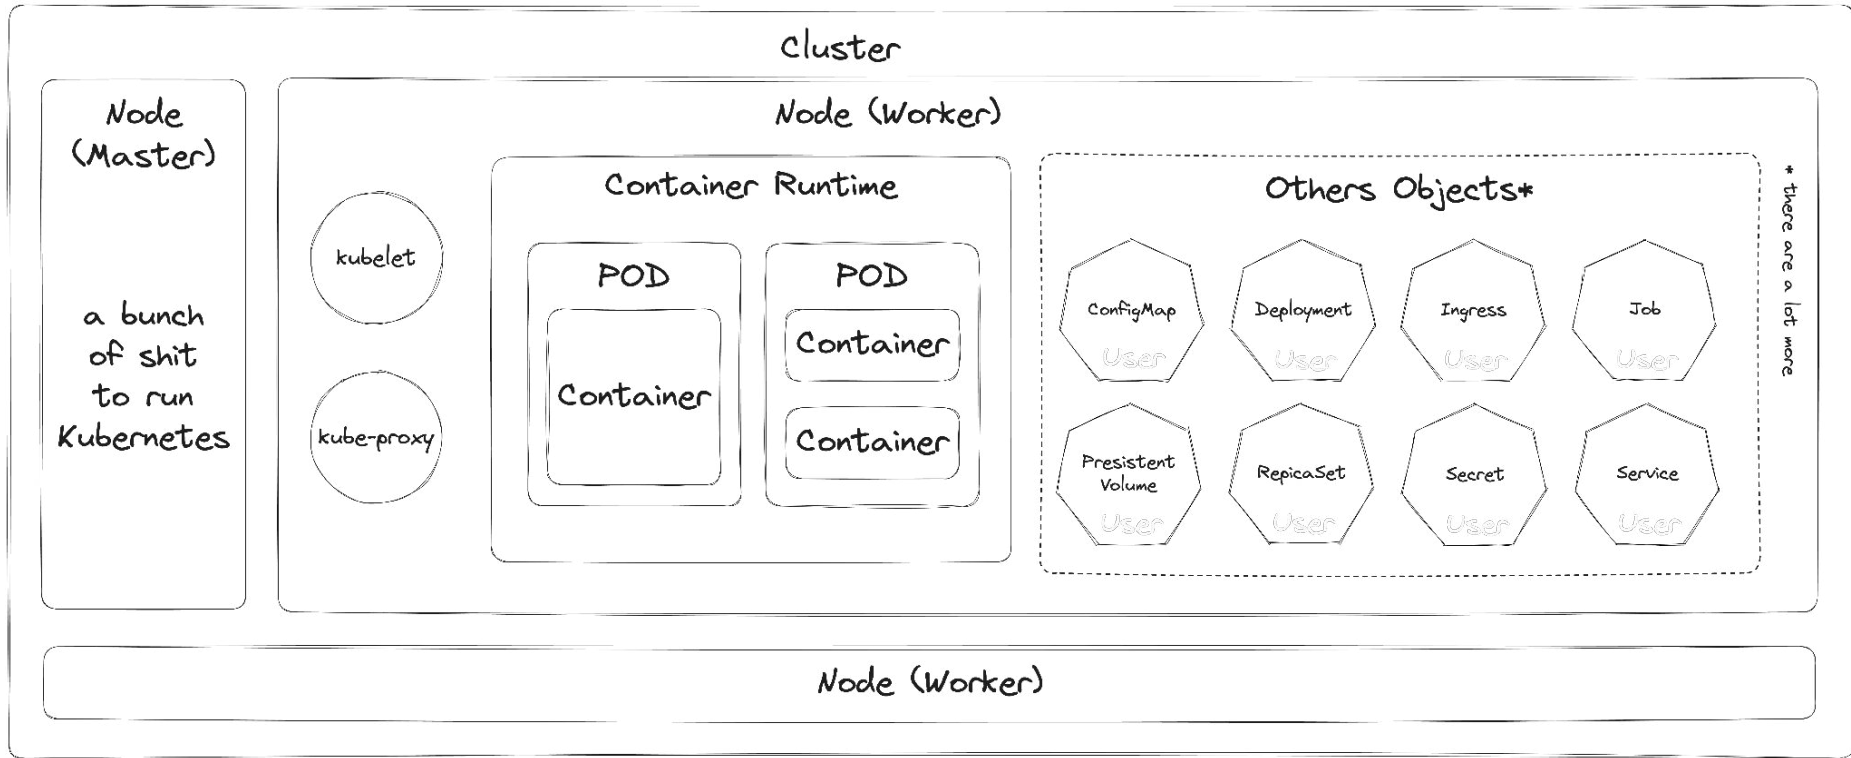 Cluster
Node
(Master)
a bunch
of shit
to run
Kubernetes
Node (Worker)
kubelet
kube-proxy
Container Runtime
POD
Container
POD
Container
Container
Others Objects*
ConfigMap
User
Deployment
User
Ingress
User
Job
User
Presistent
Volume
User
RepicaSet
User
Secret
User
Service
User
* there are a lot more
Node (Worker)